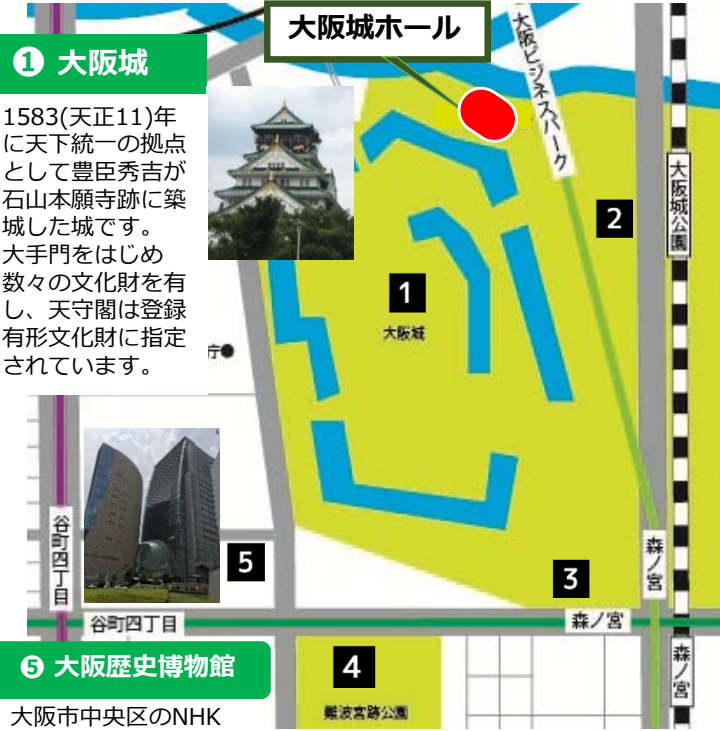 大阪城ホール
❶ 大阪城
1583(天正11)年
に天下統一の拠点
として豊臣秀吉が
石山本願寺跡に築
城した城です。
大手門をはじめ
数々の文化財を有
し、天守閣は登録
有形文化財に指定
されています。
大阪ビジネスパーク
大阪城公園
2
1
大阪城
庁●
谷町四丁目
5
3
森ノ宮
谷町四丁目
森ノ宮
❺ 大阪歴史博物館
4
難波宮跡公園
森ノ宮
大阪市中央区のNHK